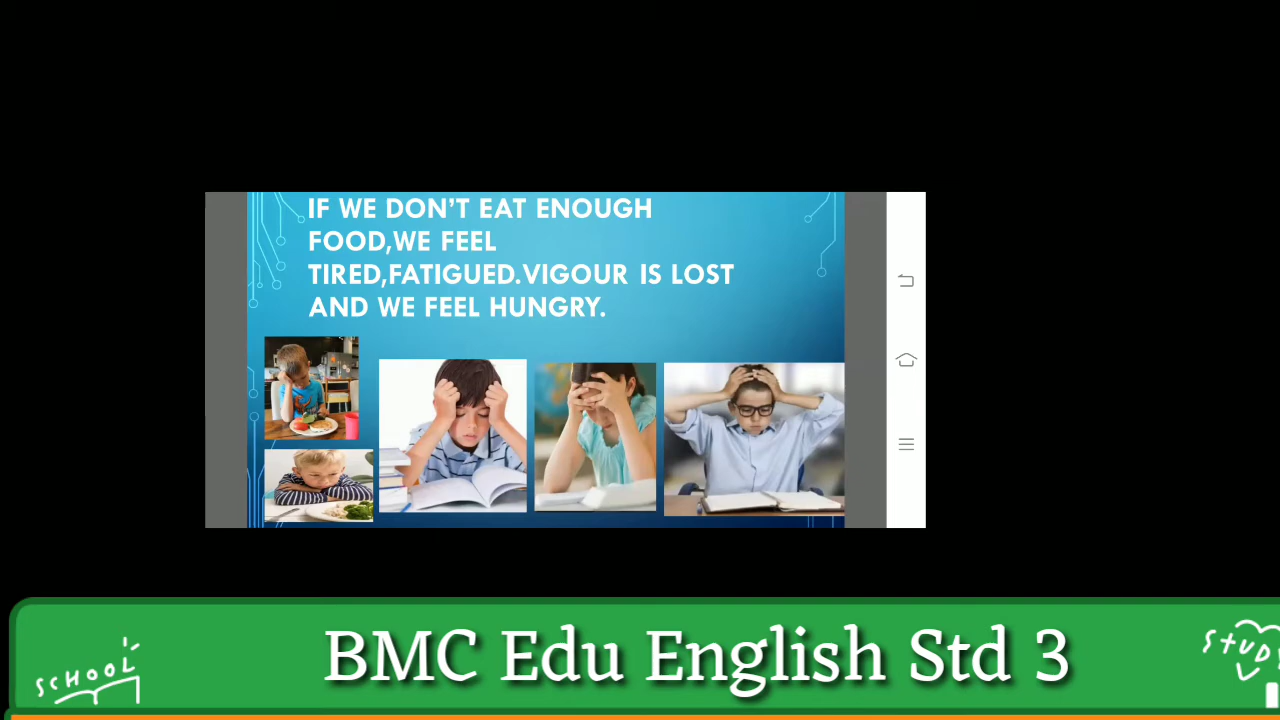 IF WE DON'T EAT ENOUGH
FOOD,WE FEEL
TIRED,FATIGUED.VIGOUR IS LOST
AND WE FEEL HUNGRY.
SCHOOL
BMC Edu English Std 3